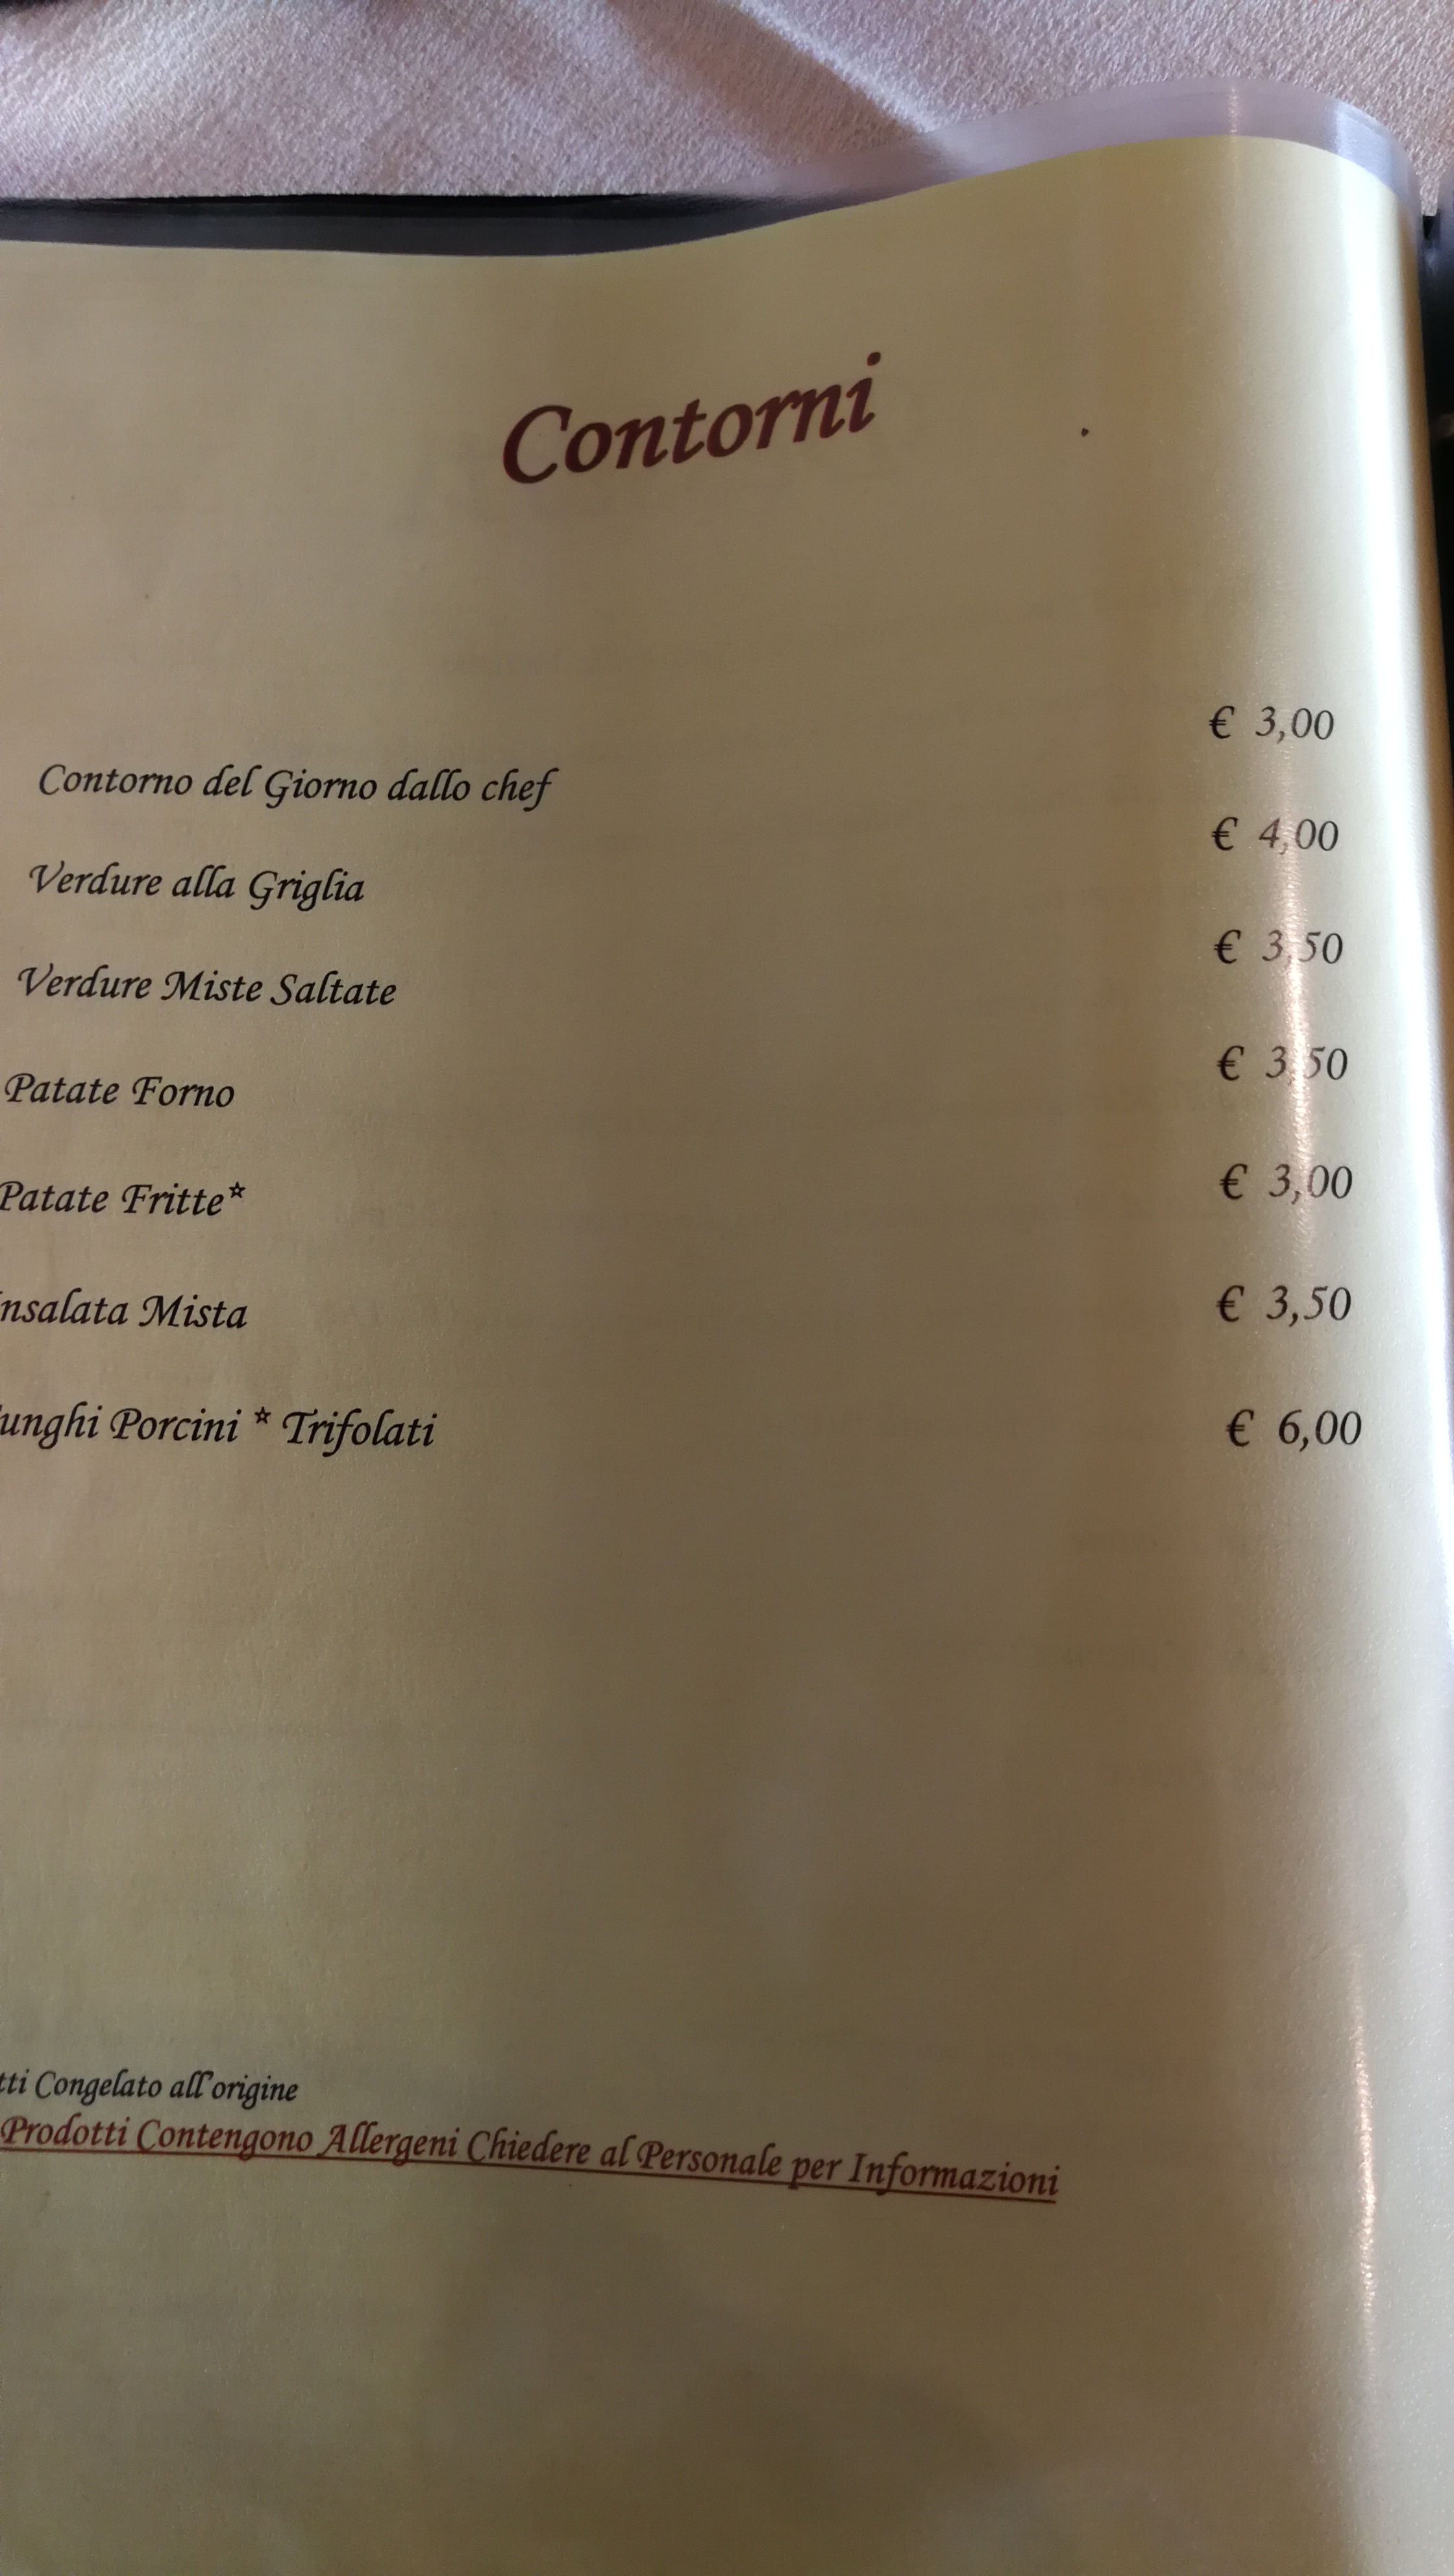 Contorni
Contorno del Giorno dallo chef € 3,00
Verdure alla Griglia € 4,00
Verdure Miste Saltate € 3,50
Patate Forno € 3,50
Patate Fritte* € 3,00
nsalata Mista € 3,50
unghi Porcini * Trifolati € 6,00
tti Congelato all'origine
Prodotti Contengono Allergeni Chiedere al Personale per Informazioni